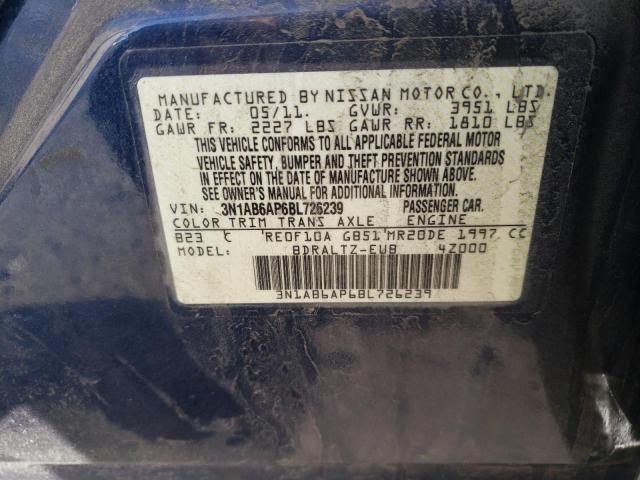 MANUFACTURED BY NISSAN MOTOR CO., LTD.
DATE: 05/11. GVWR: 3951 LBS
GAWR FR: 2227 LBS GAWR RR: 1810 LBS
THIS VEHICLE CONFORMS TO ALL APPLICABLE FEDERAL MOTOR
VEHICLE SAFETY, BUMPER AND THEFT PREVENTION STANDARDS
IN EFFECT ON THE DATE OF MANUFACTURE SHOWN ABOVE.
SEE OWNER'S MANUAL FOR ADDITIONAL INFORMATION.
VIN: 3N1AB6AP6BL726239 PASSENGER CAR.
COLOR TRIM TRANS AXLE ENGINE
B23 C RE0F10A GB51 MR20DE 1997 CC
MODEL: BDRALTZ-EUB 4Z000
3N1AB6AP6BL726239